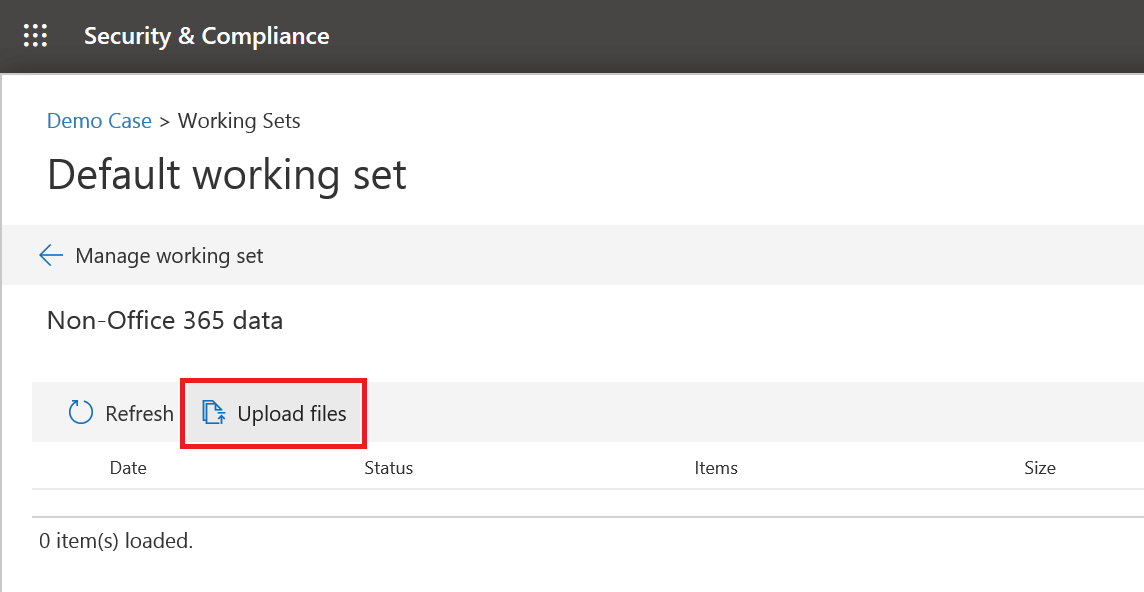 Security & Compliance
Demo Case > Working Sets
Default working set
Manage working set
Non-Office 365 data
Refresh Upload files
Date Status Items Size
0 item(s) loaded.